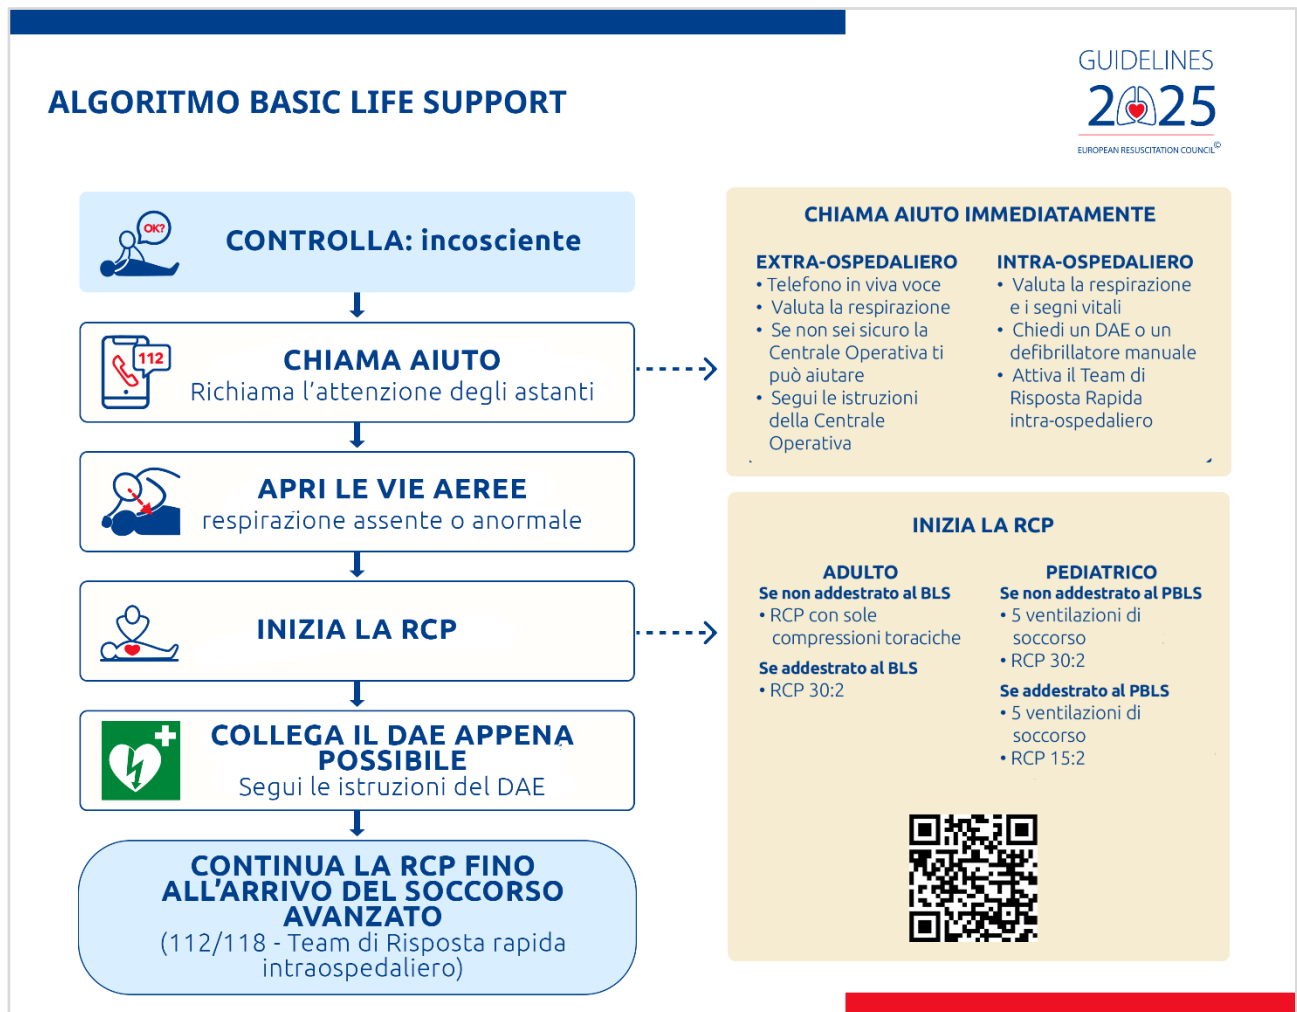 GUIDELINES
2025
EUROPEAN RESUSCITATION COUNCIL©
ALGORITMO BASIC LIFE SUPPORT
OK?
CONTROLLA: incosciente
112
CHIAMA AIUTO
Richiama l'attenzione degli astanti
APRI LE VIE AEREE
respirazione assente o anormale
INIZIA LA RCP
COLLEGA IL DAE APPENA
POSSIBILE
Segui le istruzioni del DAE
CONTINUA LA RCP FINO
ALL'ARRIVO DEL SOCCORSO
AVANZATO
(112/118 - Team di Risposta rapida
intraospedaliero)
CHIAMA AIUTO IMMEDIATAMENTE
EXTRA-OSPEDALIERO
• Telefono in viva voce
• Valuta la respirazione
• Se non sei sicuro la
Centrale Operativa ti
può aiutare
• Segui le istruzioni
della Centrale
Operativa
INTRA-OSPEDALIERO
• Valuta la respirazione
e i segni vitali
• Chiedi un DAE o un
defibrillatore manuale
• Attiva il Team di
Risposta Rapida
intra-ospedaliero
INIZIA LA RCP
ADULTO
Se non addestrato al BLS
• RCP con sole
compressioni toraciche
Se addestrato al BLS
• RCP 30:2
PEDIATRICO
Se non addestrato al PBLS
• 5 ventilazioni di
soccorso
• RCP 30:2
Se addestrato al PBLS
• 5 ventilazioni di
soccorso
• RCP 15:2